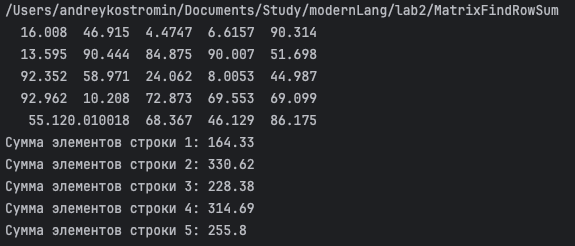 /Users/andreykostromin/Documents/Study/modernLang/lab2/MatrixFindRowSum
16.008 46.915 4.4747 6.6157 90.314
13.595 90.444 84.875 90.007 51.698
92.352 58.971 24.062 8.0053 44.987
92.962 10.208 72.873 69.553 69.099
55.120.010018 68.367 46.129 86.175
Сумма элементов строки 1: 164.33
Сумма элементов строки 2: 330.62
Сумма элементов строки 3: 228.38
Сумма элементов строки 4: 314.69
Сумма элементов строки 5: 255.8